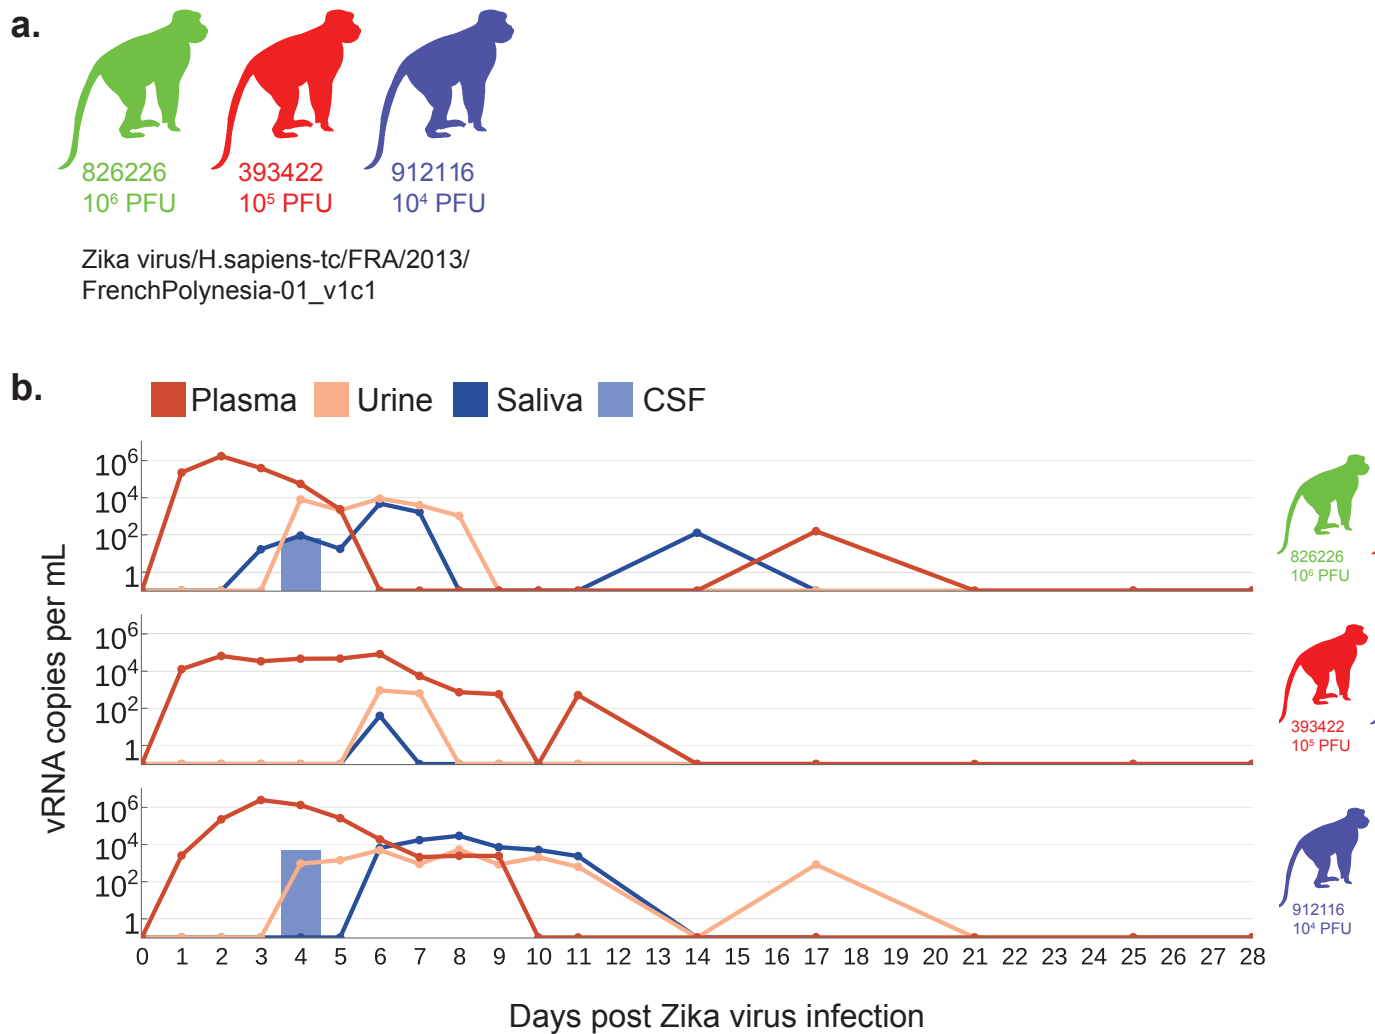 a.
826226 393422 912116
10⁶ PFU 10⁵ PFU 10⁴ PFU
Zika virus/H.sapiens-tc/FRA/2013/
FrenchPolynesia-01_v1c1
b.
Plasma Urine Saliva CSF
vRNA copies per mL
10⁶
10⁴
10²
1
826226
10⁶ PFU
10⁶
10⁴
10²
1
393422
10⁵ PFU
10⁶
10⁴
10²
1
912116
10⁴ PFU
0 1 2 3 4 5 6 7 8 9 10 11 12 13 14 15 16 17 18 19 20 21 22 23 24 25 26 27 28
Days post Zika virus infection